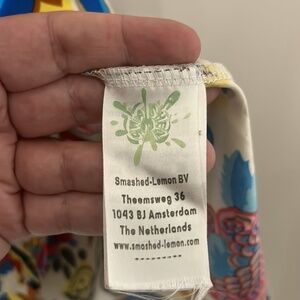 Smashed-Lemon BV
Theemsweg 36
1043 BJ Amsterdam
The Netherlands
www.smashed-lemon.com